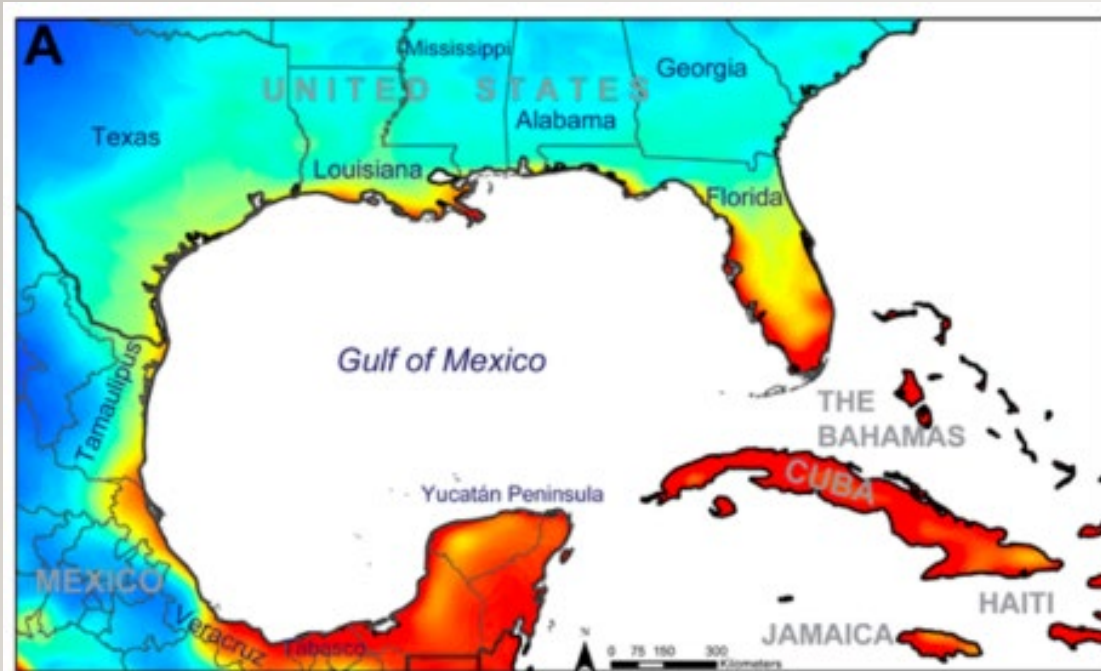 A
Mississippi
Georgia
UNITED STATES
Alabama
Texas
Louisiana
Florida
Gulf of Mexico
Tamaulipus
THE
BAHAMAS
CUBA
Yucatán Peninsula
MEXICO
HAITI
Veracruz
JAMAICA
Tabasco
N
0 75 150 300
Kilometers